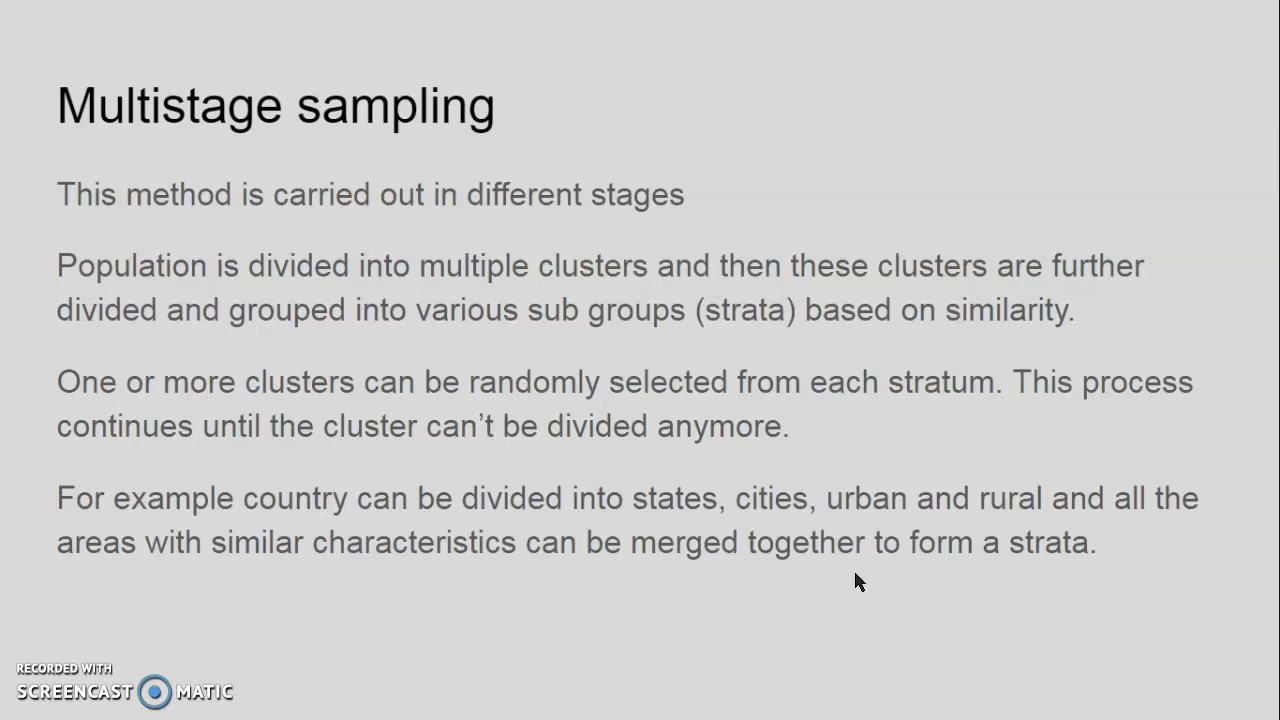 Multistage sampling
This method is carried out in different stages
Population is divided into multiple clusters and then these clusters are further
divided and grouped into various sub groups (strata) based on similarity.
One or more clusters can be randomly selected from each stratum. This process
continues until the cluster can’t be divided anymore.
For example country can be divided into states, cities, urban and rural and all the
areas with similar characteristics can be merged together to form a strata.
RECORDED WITH
SCREENCAST MATIC